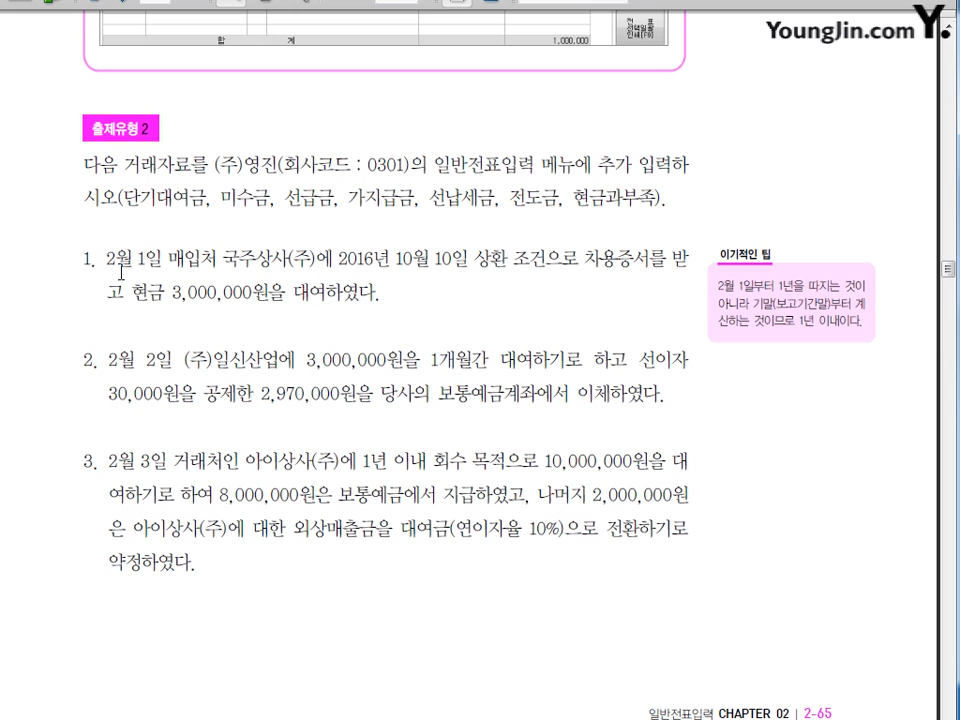 YoungJin.com Y.
합 계 1,000,000
전 표
선택일괄
인쇄[F9]
출제유형 2
다음 거래자료를 (주)영진(회사코드 : 0301)의 일반전표입력 메뉴에 추가 입력하
시오(단기대여금, 미수금, 선급금, 가지급금, 선납세금, 전도금, 현금과부족).
1. 2월 1일 매입처 국주상사(주)에 2016년 10월 10일 상환 조건으로 차용증서를 받
고 현금 3,000,000원을 대여하였다.
이기적인 팁
2월 1일부터 1년을 따지는 것이
아니라 기말(보고기간말)부터 계
산하는 것이므로 1년 이내이다.
2. 2월 2일 (주)일신산업에 3,000,000원을 1개월간 대여하기로 하고 선이자
30,000원을 공제한 2,970,000원을 당사의 보통예금계좌에서 이체하였다.
3. 2월 3일 거래처인 아이상사(주)에 1년 이내 회수 목적으로 10,000,000원을 대
여하기로 하여 8,000,000원은 보통예금에서 지급하였고, 나머지 2,000,000원
은 아이상사(주)에 대한 외상매출금을 대여금(연이자율 10%)으로 전환하기로
약정하였다.
일반전표입력 CHAPTER 02 | 2-65